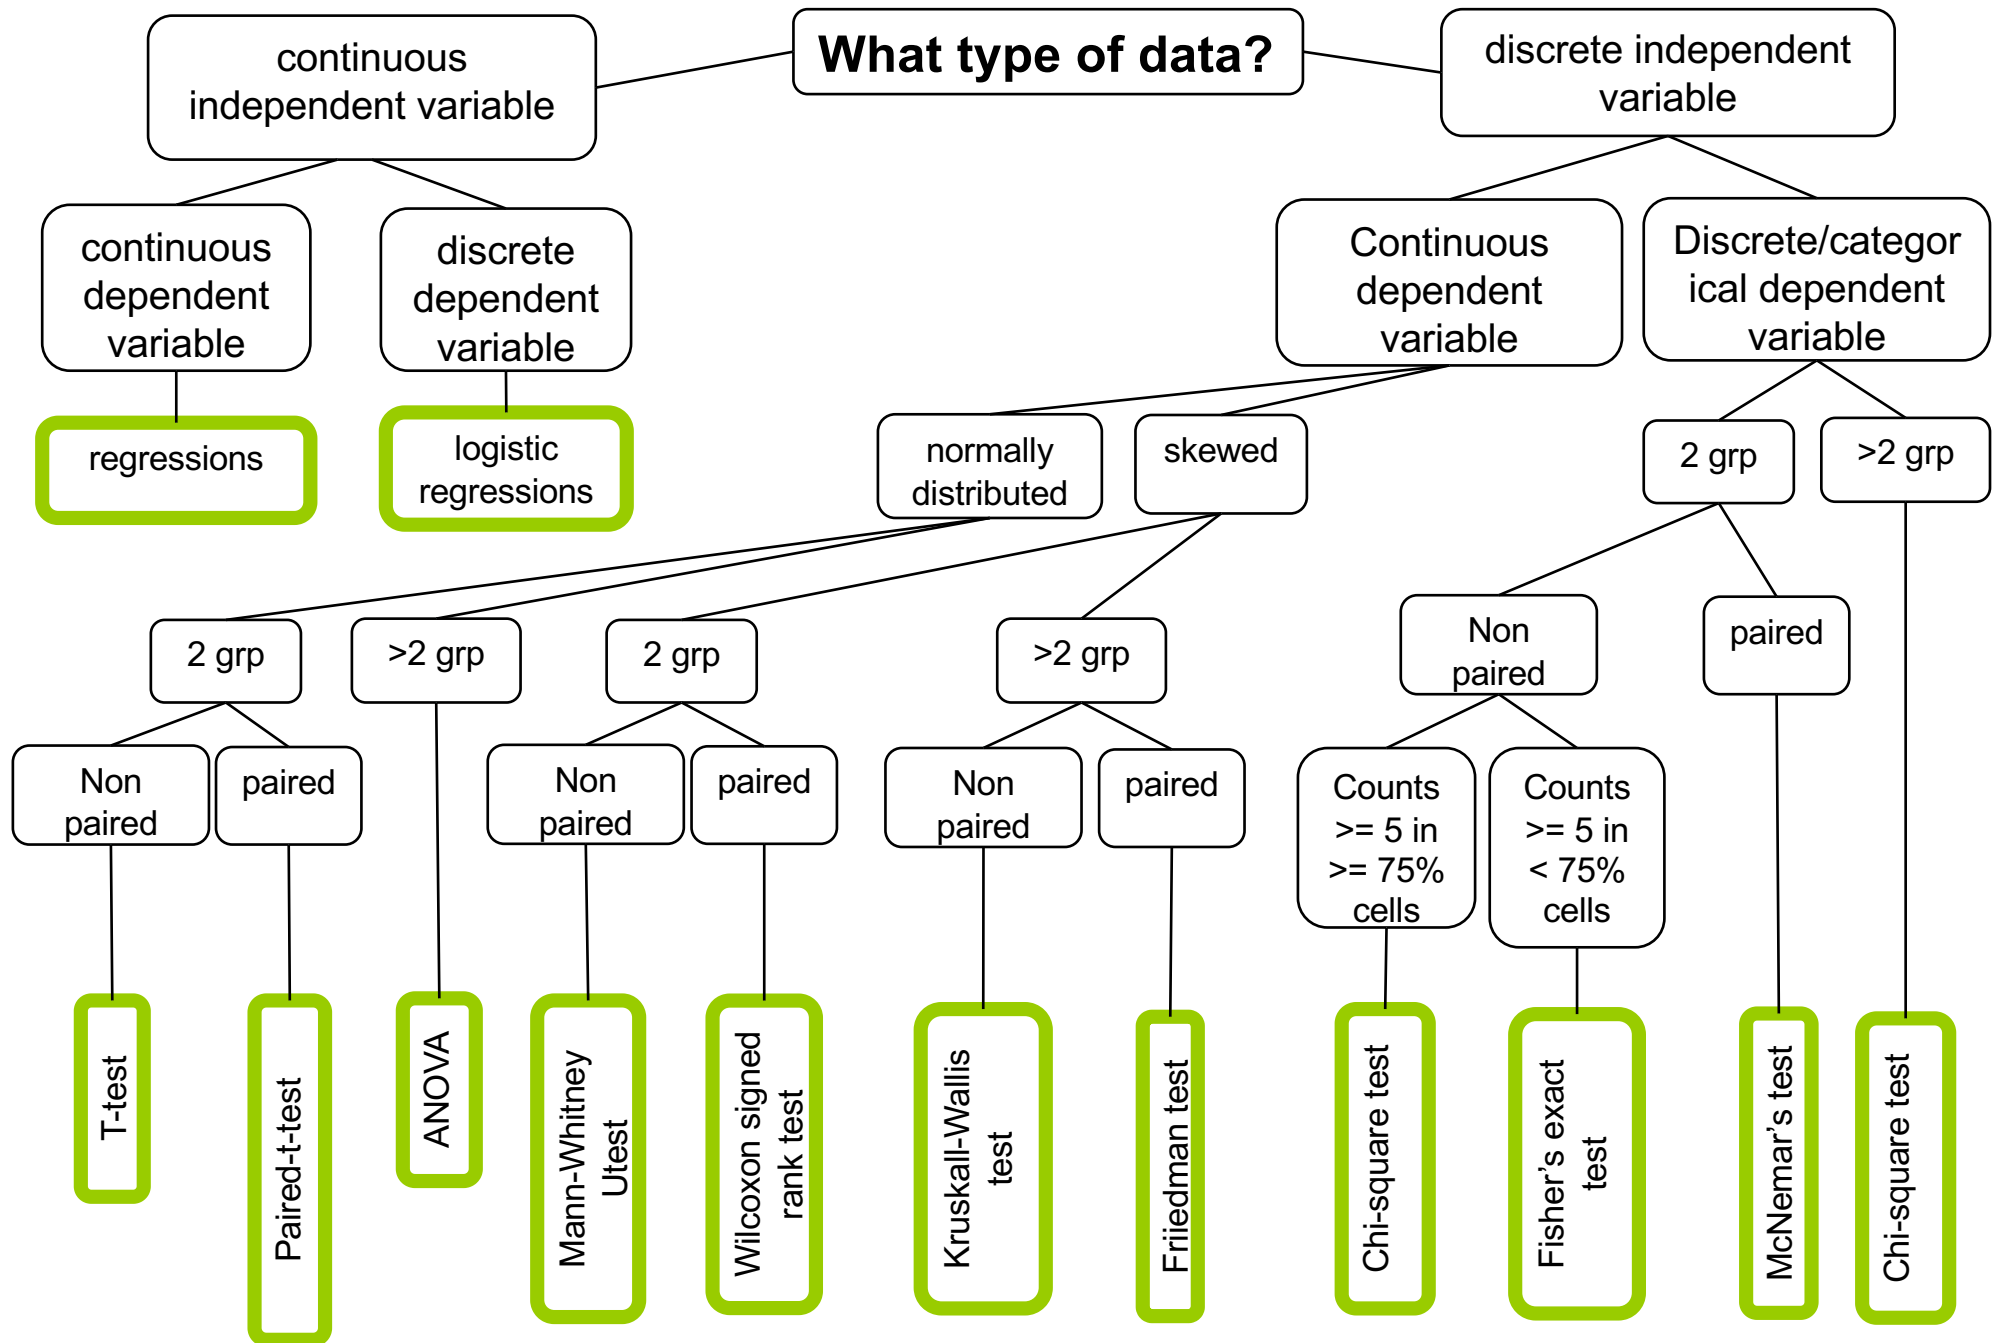 What type of data?
continuous
independent variable
discrete independent
variable
continuous
dependent
variable
discrete
dependent
variable
Continuous
dependent
variable
Discrete/categor
ical dependent
variable
regressions
logistic
regressions
normally
distributed
skewed
2 grp
>2 grp
2 grp
>2 grp
2 grp
>2 grp
Non
paired
paired
Non
paired
paired
Non
paired
paired
Non
paired
paired
Counts
>= 5 in
>= 75%
cells
Counts
>= 5 in
< 75%
cells
T-test
Paired-t-test
ANOVA
Mann-Whitney
Utest
Wilcoxon signed
rank test
Kruskall-Wallis
test
Friiedman test
Chi-square test
Fisher’s exact
test
McNemar’s test
Chi-square test